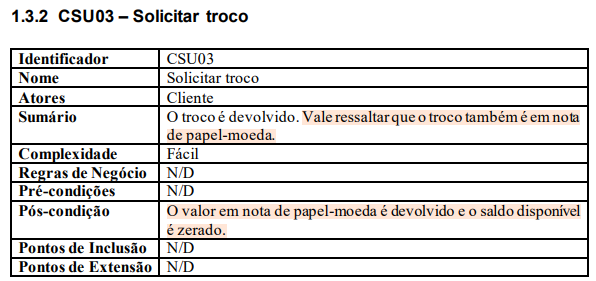 1.3.2 CSU03 – Solicitar troco
Identificador CSU03
Nome Solicitar troco
Atores Cliente
Sumário O troco é devolvido. Vale ressaltar que o troco também é em nota
de papel-moeda.
Complexidade Fácil
Regras de Negócio N/D
Pré-condições N/D
Pós-condição O valor em nota de papel-moeda é devolvido e o saldo disponível
é zerado.
Pontos de Inclusão N/D
Pontos de Extensão N/D